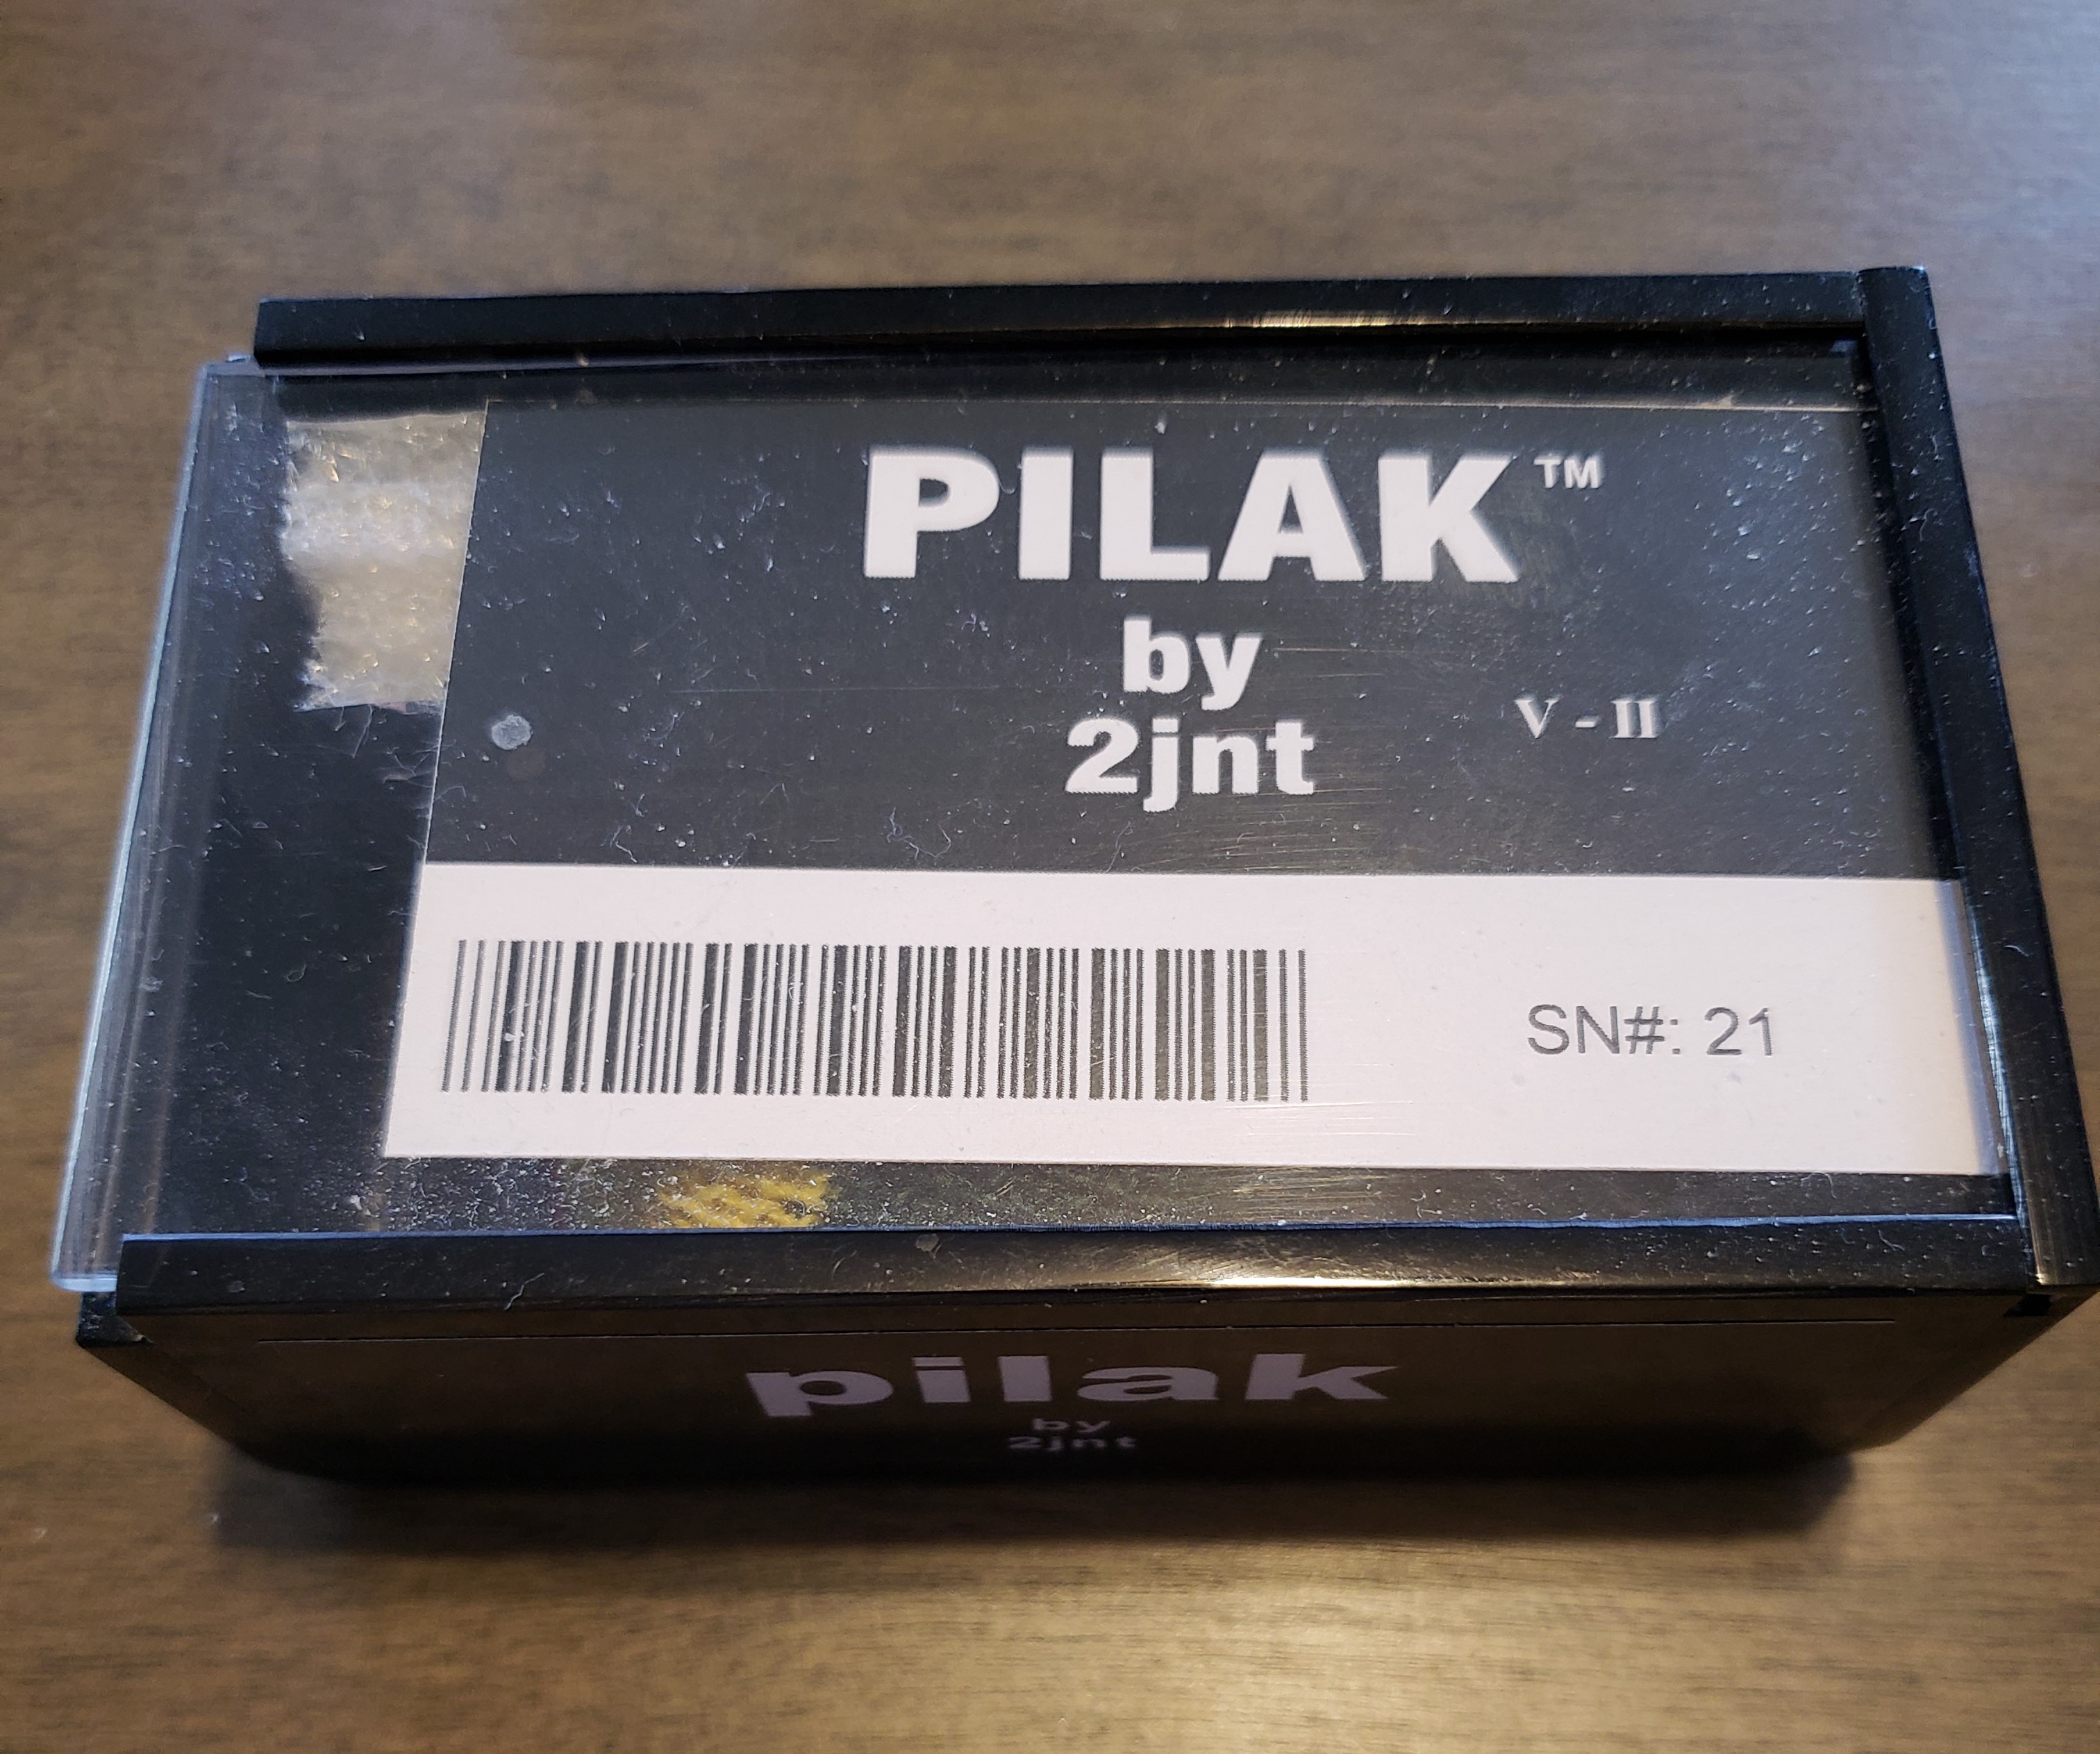 PILAK™
by
2jnt
V - II
SN#: 21
pilak
by
2jnt